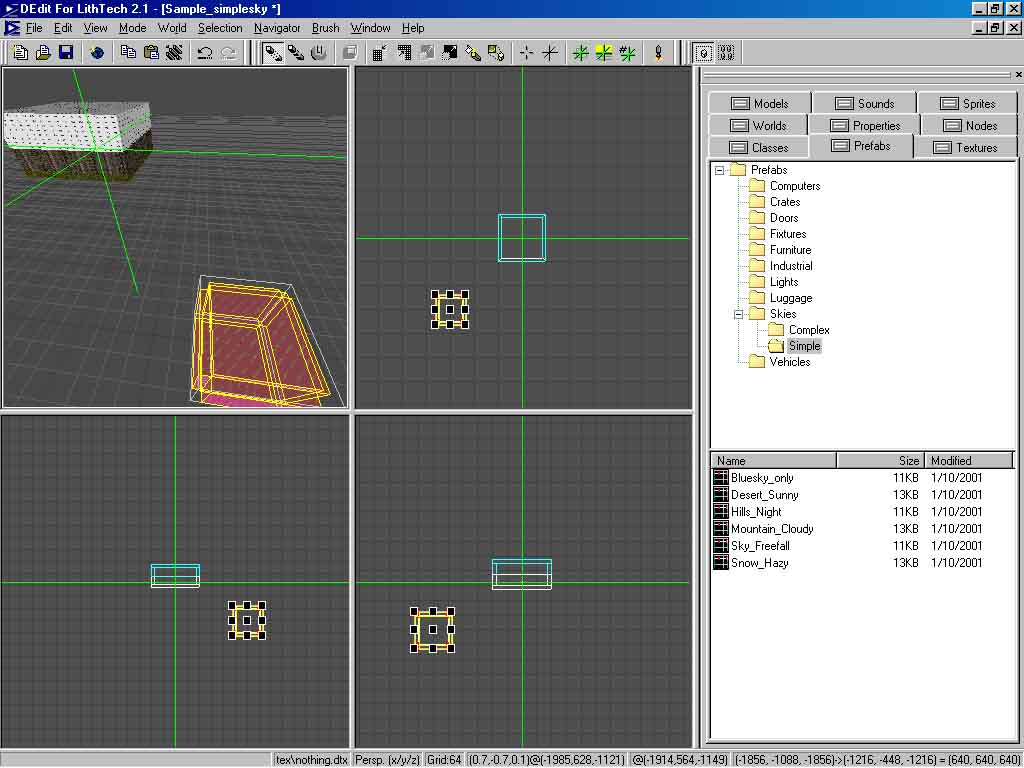 DEdit For LithTech 2.1 - [Sample_simplesky *]
File Edit View Mode World Selection Navigator Brush Window Help
Models Sounds Sprites
Worlds Properties Nodes
Classes Prefabs Textures
Prefabs
Computers
Crates
Doors
Fixtures
Furniture
Industrial
Lights
Luggage
Skies
Complex
Simple
Vehicles
Name Size Modified
Bluesky_only 11KB 1/10/2001
Desert_Sunny 13KB 1/10/2001
Hills_Night 11KB 1/10/2001
Mountain_Cloudy 13KB 1/10/2001
Sky_Freefall 11KB 1/10/2001
Snow_Hazy 13KB 1/10/2001
tex\nothing.dtx Persp. (x/y/z) Grid:64 (0.7,-0.7,0.1)@(-1985,628,-1121) @(-1914,564,-1149) (-1856, -1088, -1856)->(-1216, -448, -1216) = (640, 640, 640)